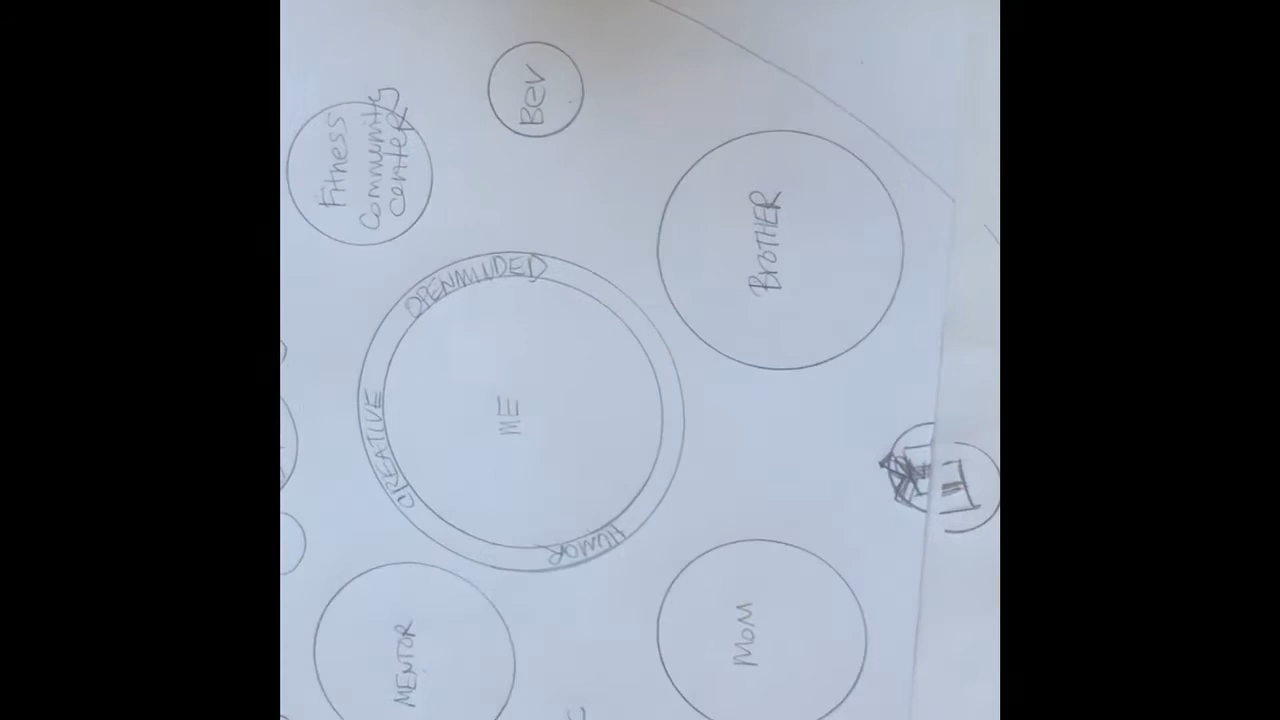 Bev
Fitness
Community
Center
BROTHER
OPENMINDED
CREATIVE
ME
HUMOR
MENTOR
MOM